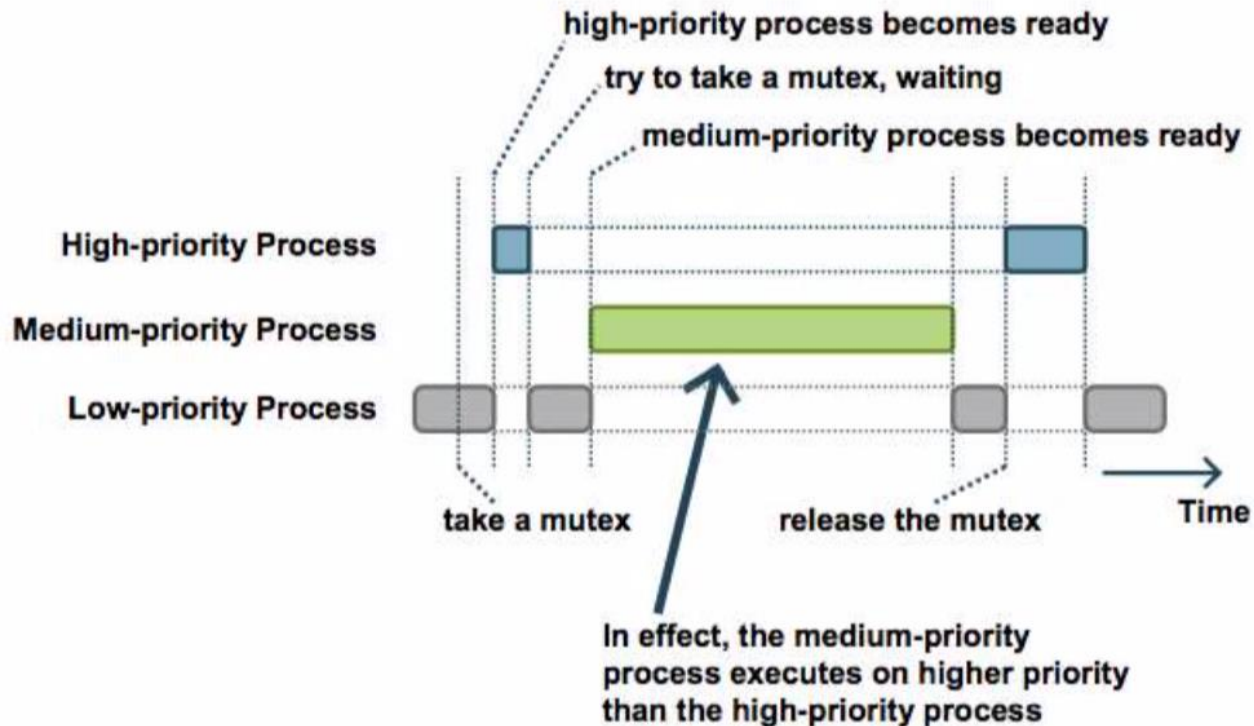 high-priority process becomes ready
try to take a mutex, waiting
medium-priority process becomes ready
High-priority Process
Medium-priority Process
Low-priority Process
take a mutex
release the mutex
Time
In effect, the medium-priority
process executes on higher priority
than the high-priority process